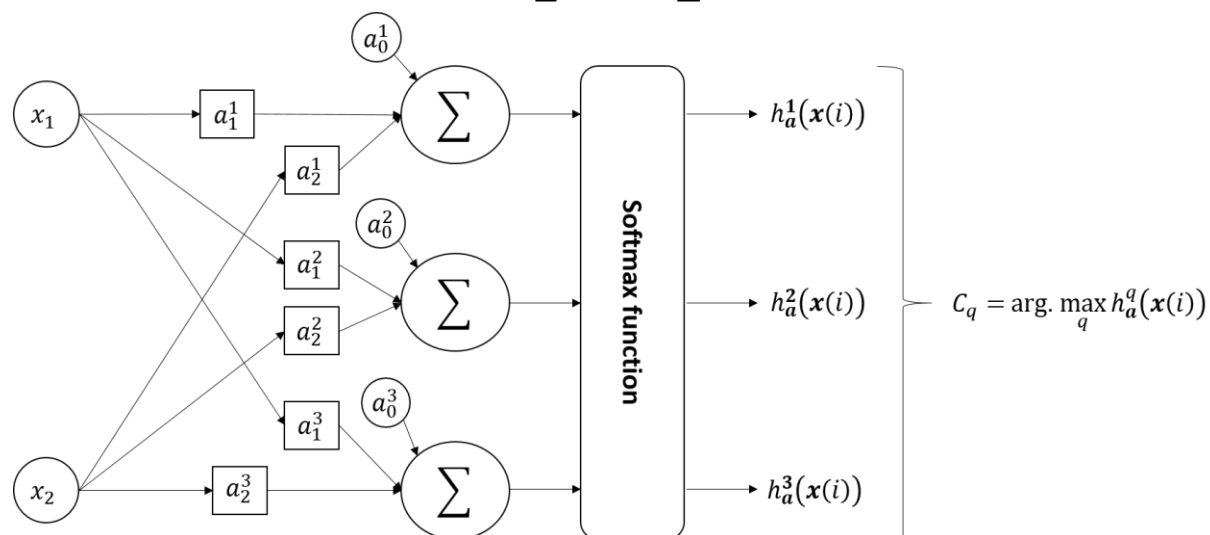 a_0^1
x_1
a_1^1
∑
h_a^1(x(i))
a_2^1
a_0^2
a_1^2
∑
Softmax function
h_a^2(x(i))
C_q = arg. max_q h_a^q(x(i))
a_2^2
a_0^3
a_1^3
x_2
a_2^3
∑
h_a^3(x(i))